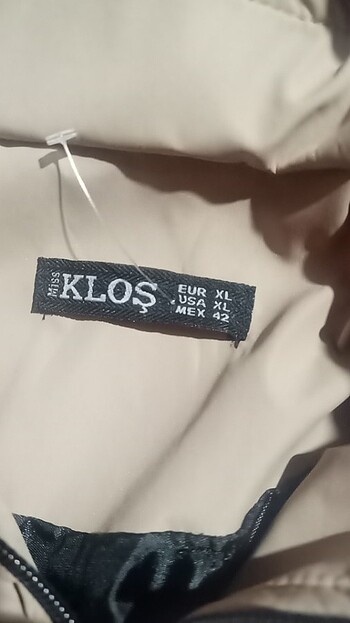 MISS
KLOŞ
EUR XL
USA XL
MEX 42